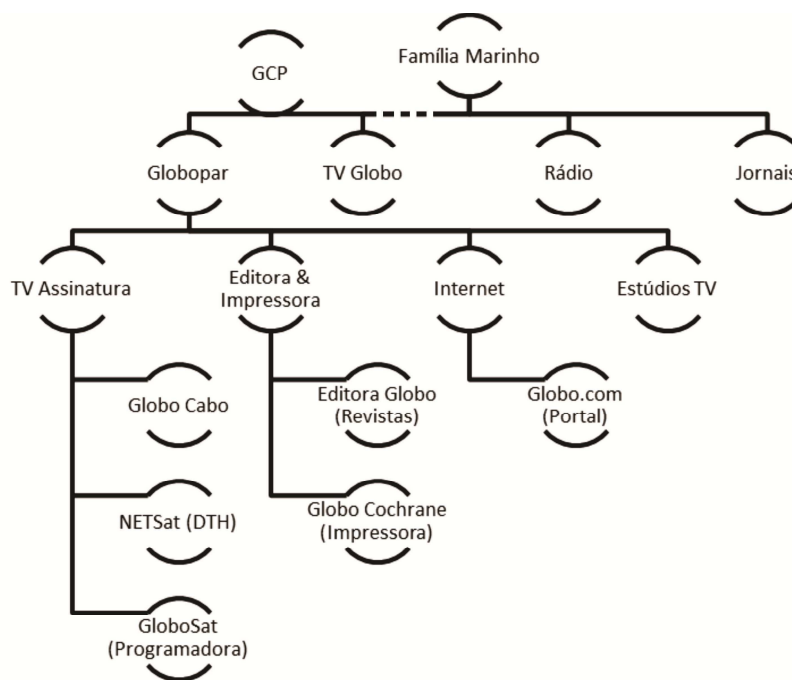 Família Marinho
GCP
Globopar
TV Globo
Rádio
Jornais
TV Assinatura
Editora &
Impressora
Internet
Estúdios TV
Globo Cabo
Editora Globo
(Revistas)
Globo.com
(Portal)
NETSat (DTH)
Globo Cochrane
(Impressora)
GloboSat
(Programadora)